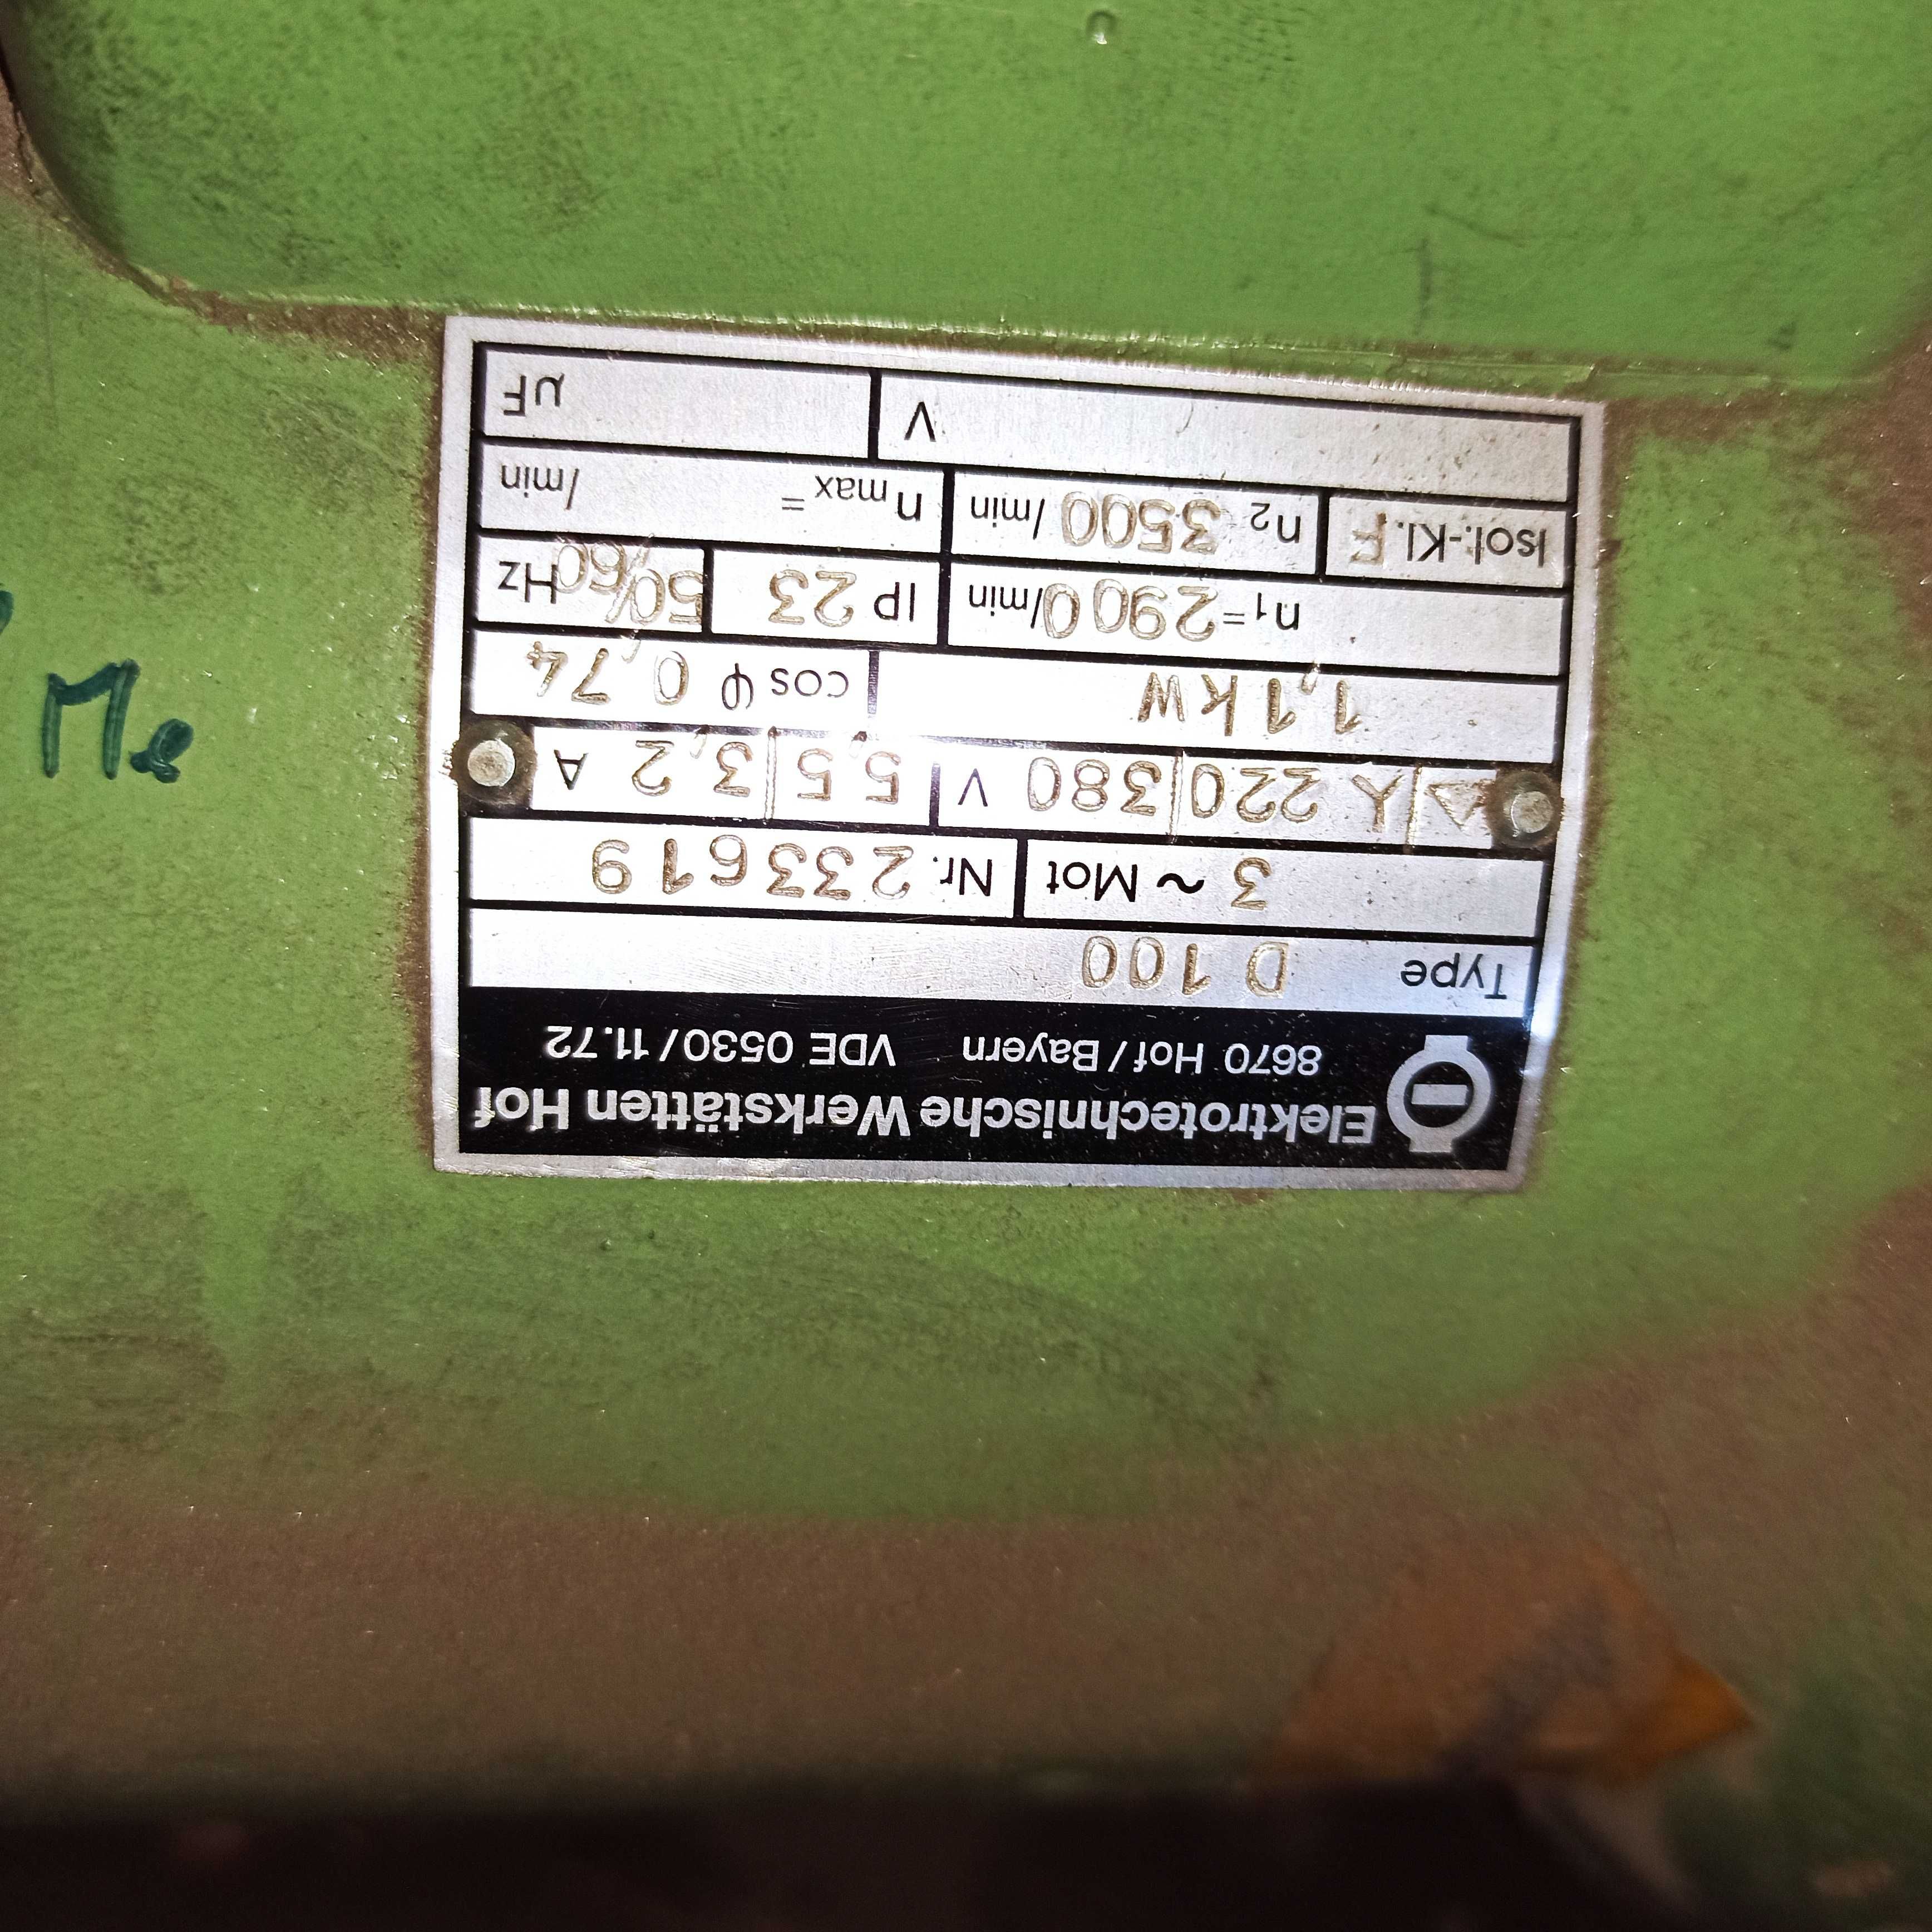 Elektrotechnische Werkstätten Hof
8670 Hof / Bayern VDE 0530 / 11.72
Type D 100
3 ~ Mot Nr. 233619
△/人 220/380 V 5,5/3,2 A
1,1 kW cos φ 0,74
n1= 2900/min IP 23 50/60 Hz
Isol.-Kl. F n2 3500/min nmax= /min
V µF
Me